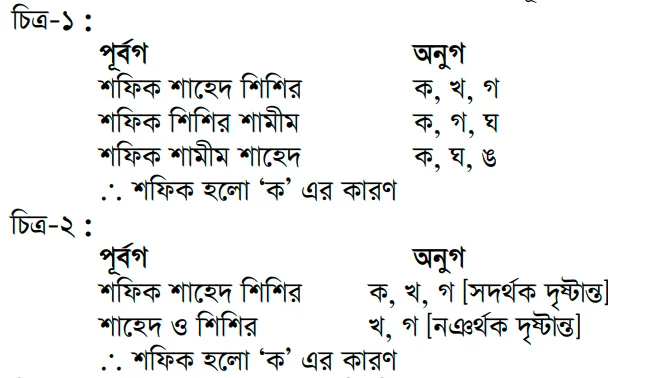 চিত্র-১ :
পূর্বগ অনুগ
শফিক শাহেদ শিশির ক, খ, গ
শফিক শিশির শামীম ক, গ, ঘ
শফিক শামীম শাহেদ ক, ঘ, ঙ
∴ শফিক হলো ‘ক’ এর কারণ
চিত্র-২ :
পূর্বগ অনুগ
শফিক শাহেদ শিশির ক, খ, গ [সদর্থক দৃষ্টান্ত]
শাহেদ ও শিশির খ, গ [নঞর্থক দৃষ্টান্ত]
∴ শফিক হলো ‘ক’ এর কারণ